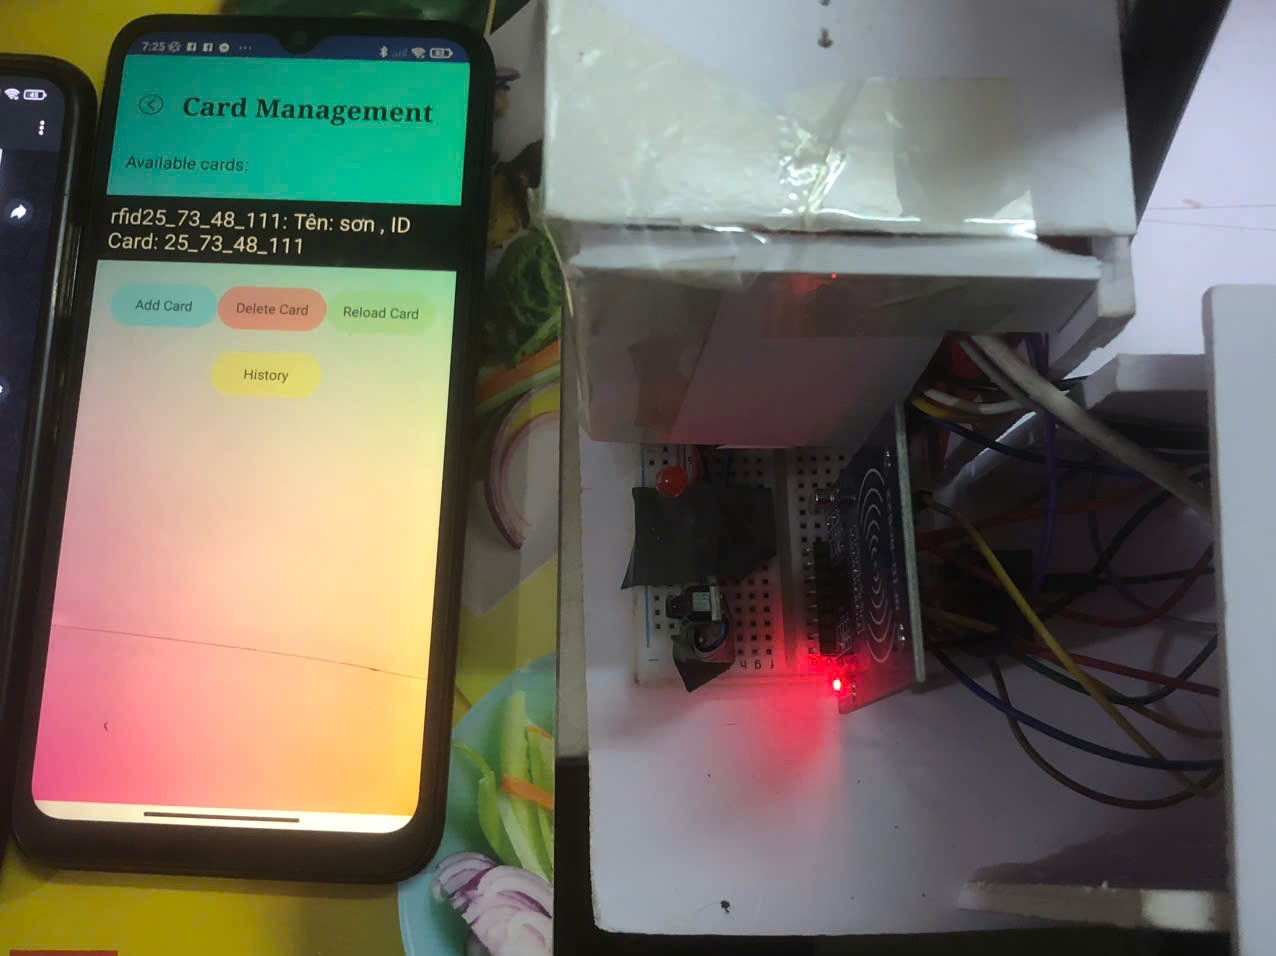 7:25
62
Card Management
Available cards:
rfid25_73_48_111: Tên: sơn , ID
Card: 25_73_48_111
Add Card
Delete Card
Reload Card
History
f g h